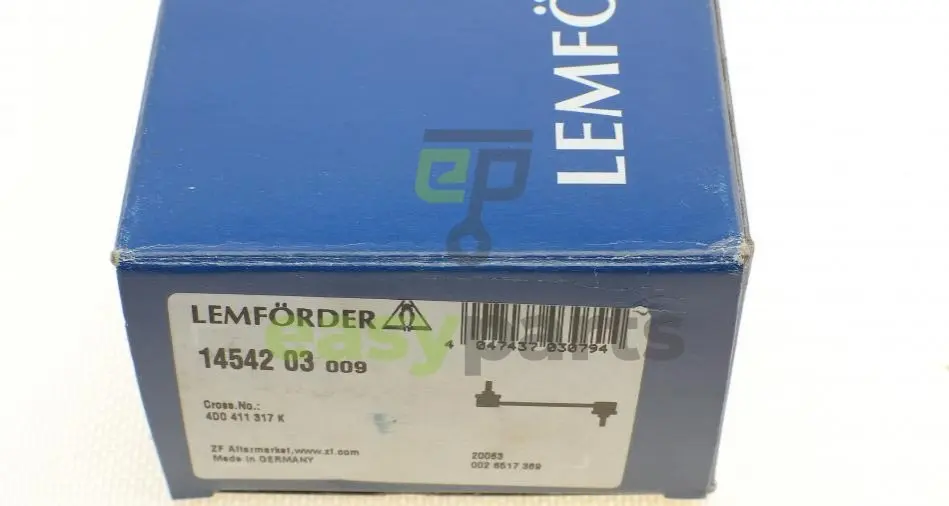 LEMFÖ
ep
easyparts
LEMFÖRDER
14542 03 009
4 047437 030794
Cross.No.:
4D0 411 317 K
ZF Aftermarket,www.zf.com
Made in GERMANY
20053
002 6517 369